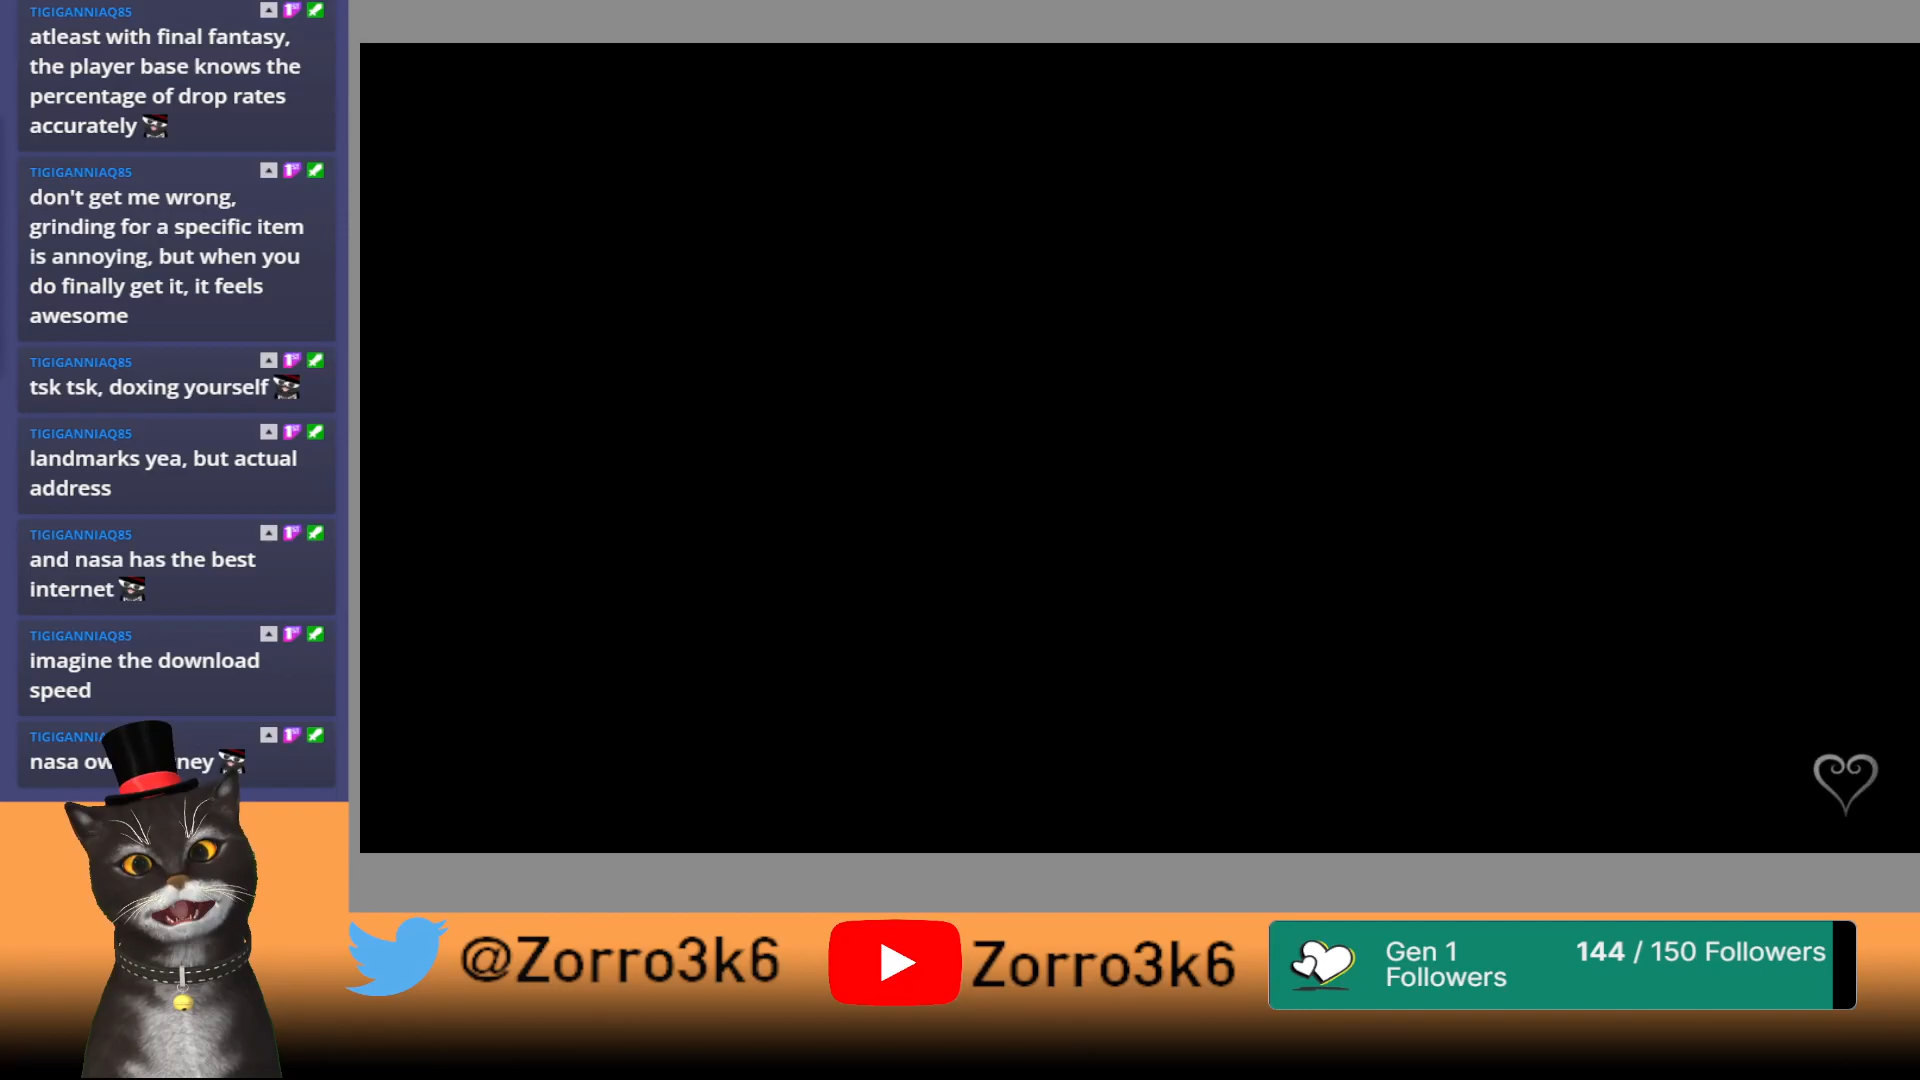 TIGIGANNIAQ85
atleast with final fantasy,
the player base knows the
percentage of drop rates
accurately
TIGIGANNIAQ85
don't get me wrong,
grinding for a specific item
is annoying, but when you
do finally get it, it feels
awesome
TIGIGANNIAQ85
tsk tsk, doxing yourself
TIGIGANNIAQ85
landmarks yea, but actual
address
TIGIGANNIAQ85
and nasa has the best
internet
TIGIGANNIAQ85
imagine the download
speed
nasa
@Zorro3k6
Zorro3k6
Gen 1
Followers
144 / 150 Followers